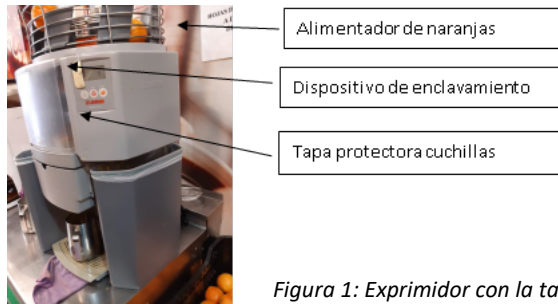 Alimentador de naranjas
Dispositivo de enclavamiento
Tapa protectora cuchillas
Figura 1: Exprimidor con la ta